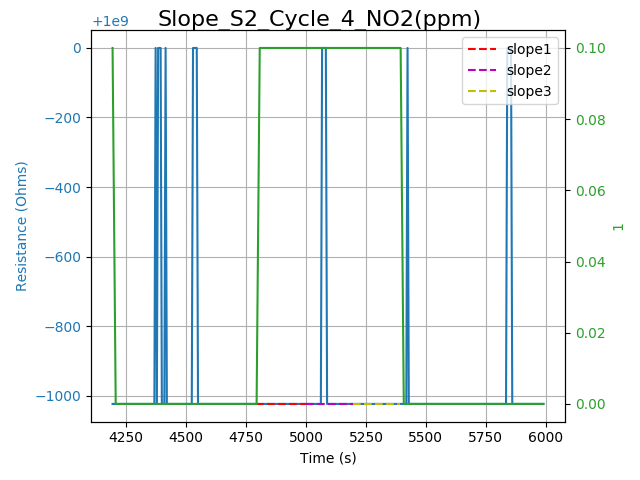 Slope_S2_Cycle_4_NO2(ppm)
+1e9
0
−200
−400
−600
−800
−1000
Resistance (Ohms)
slope1
slope2
slope3
0.10
0.08
0.06
0.04
0.02
0.00
1
4250 4500 4750 5000 5250 5500 5750 6000
Time (s)